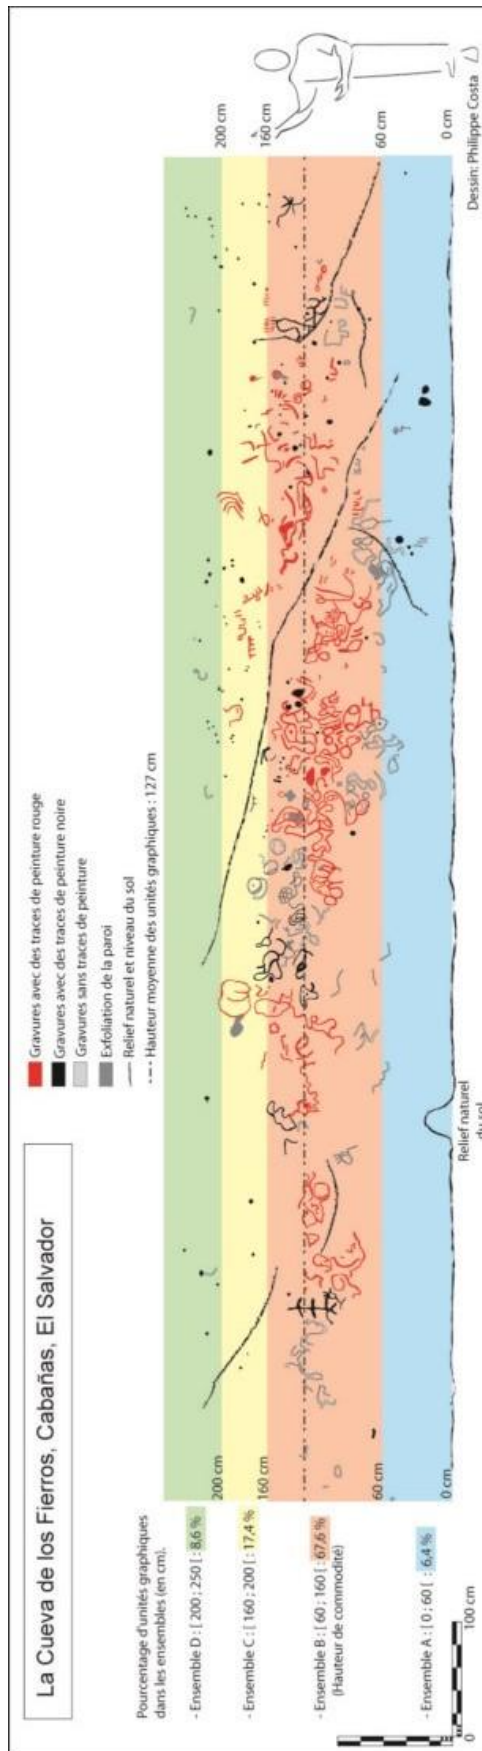 La Cueva de los Fierros, Cabañas, El Salvador
Gravures avec des traces de peinture rouge
Gravures avec des traces de peinture noire
Gravures sans traces de peinture
Exfoliation de la paroi
Relief naturel et niveau du sol
Hauteur moyenne des unités graphiques : 127 cm
Pourcentage d'unités graphiques
dans les ensembles (en cm).
- Ensemble D : [ 200 ; 250 [ : 8,6 %
- Ensemble C : [ 160 ; 200 [ : 17,4 %
- Ensemble B : [ 60 ; 160 [ : 67,6 %
(Hauteur de commodité)
- Ensemble A : [ 0 ; 60 [ : 6,4 %
200 cm
160 cm
60 cm
0 cm
200 cm
160 cm
60 cm
0 cm
Relief naturel
du sol
0
100 cm
Dessin: Philippe Costa